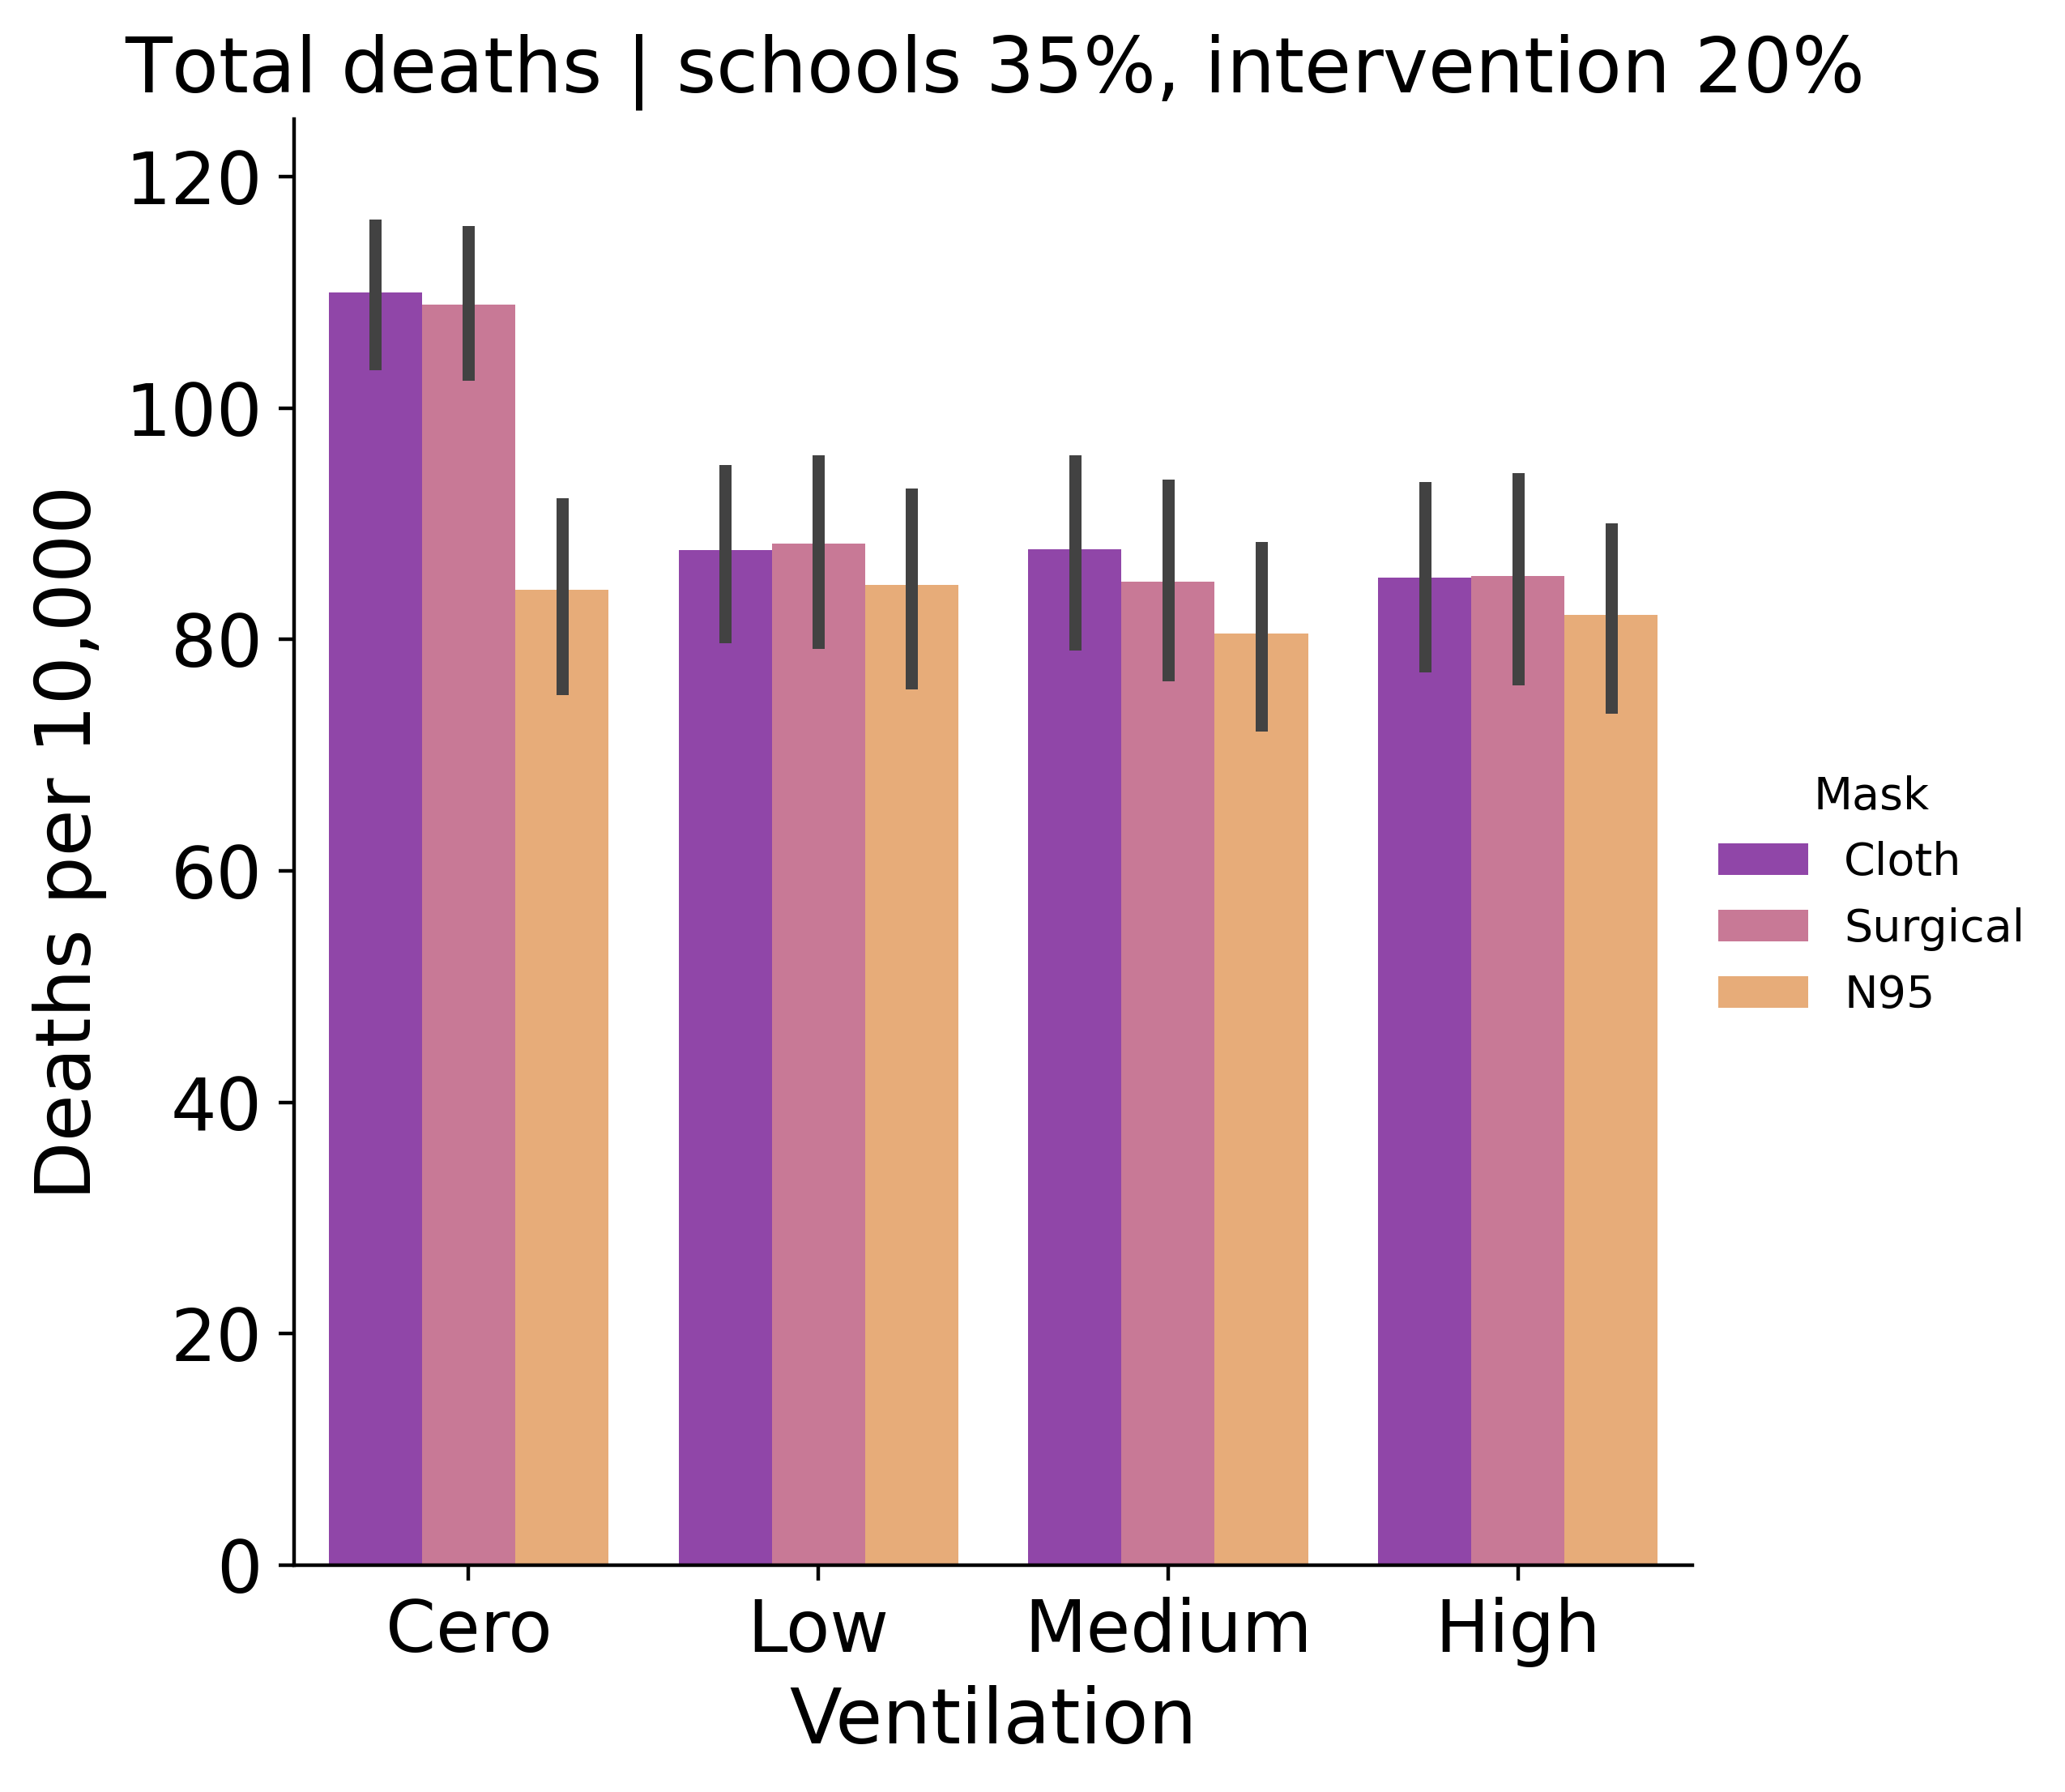 Total deaths | schools 35%, intervention 20%
Deaths per 10,000
120
100
80
60
40
20
0
Cero Low Medium High
Ventilation
Mask
Cloth
Surgical
N95